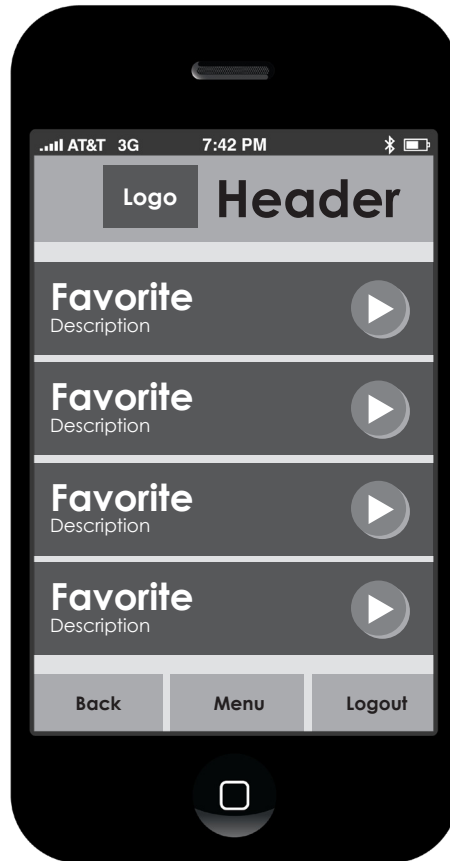 AT&T 3G 7:42 PM
Logo Header
Favorite
Description
Favorite
Description
Favorite
Description
Favorite
Description
Back Menu Logout